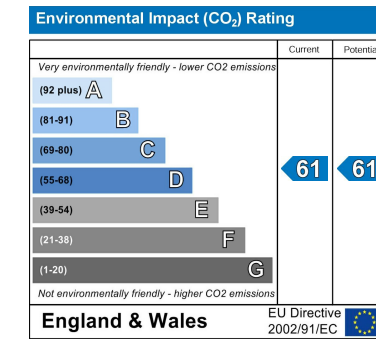 Environmental Impact (CO₂) Rating
Current Potentia
Very environmentally friendly - lower CO2 emissions
(92 plus) A
(81-91) B
(69-80) C
(55-68) D
(39-54) E
(21-38) F
(1-20) G
61 61
Not environmentally friendly - higher CO2 emissions
England & Wales
EU Directive
2002/91/EC